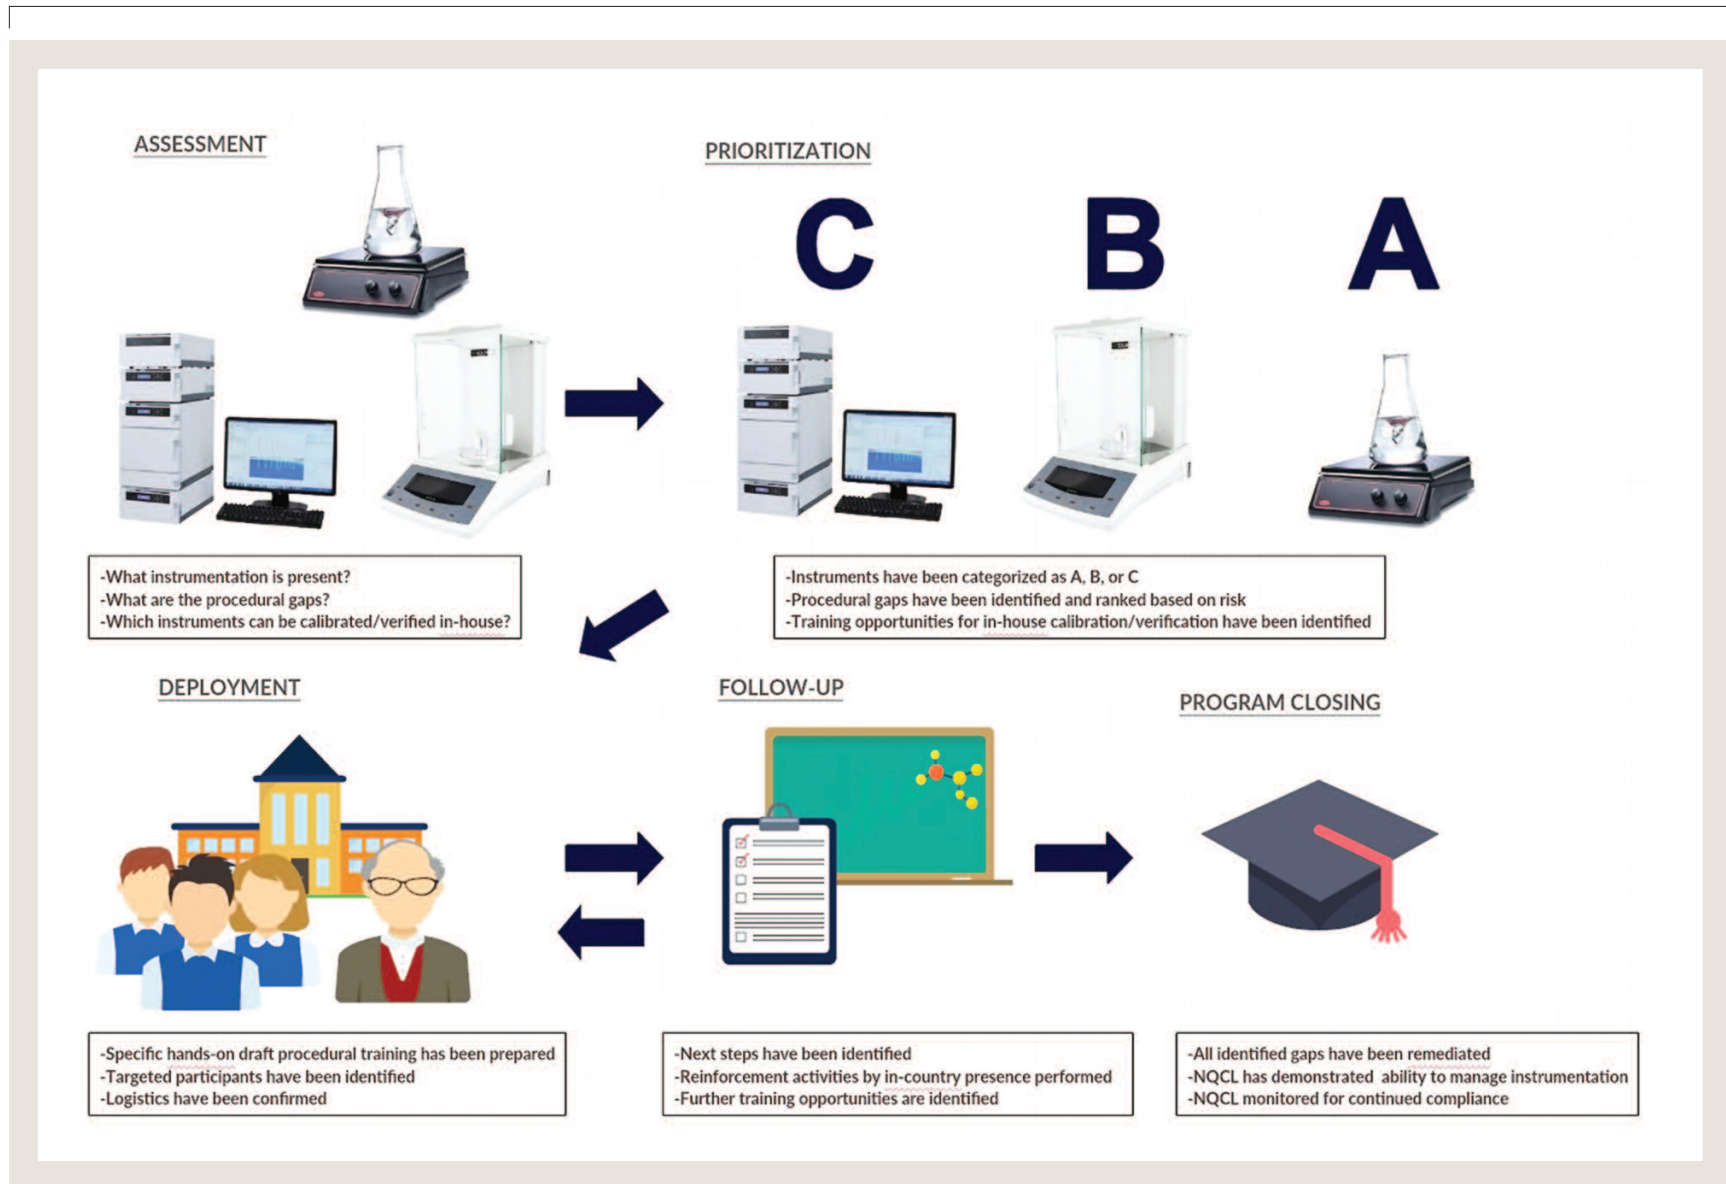 ASSESSMENT
PRIORITIZATION
C B A
-What instrumentation is present?
-What are the procedural gaps?
-Which instruments can be calibrated/verified in-house?
-Instruments have been categorized as A, B, or C
-Procedural gaps have been identified and ranked based on risk
-Training opportunities for in-house calibration/verification have been identified
DEPLOYMENT
FOLLOW-UP
PROGRAM CLOSING
-Specific hands-on draft procedural training has been prepared
-Targeted participants have been identified
-Logistics have been confirmed
-Next steps have been identified
-Reinforcement activities by in-country presence performed
-Further training opportunities are identified
-All identified gaps have been remediated
-NQCL has demonstrated ability to manage instrumentation
-NQCL monitored for continued compliance